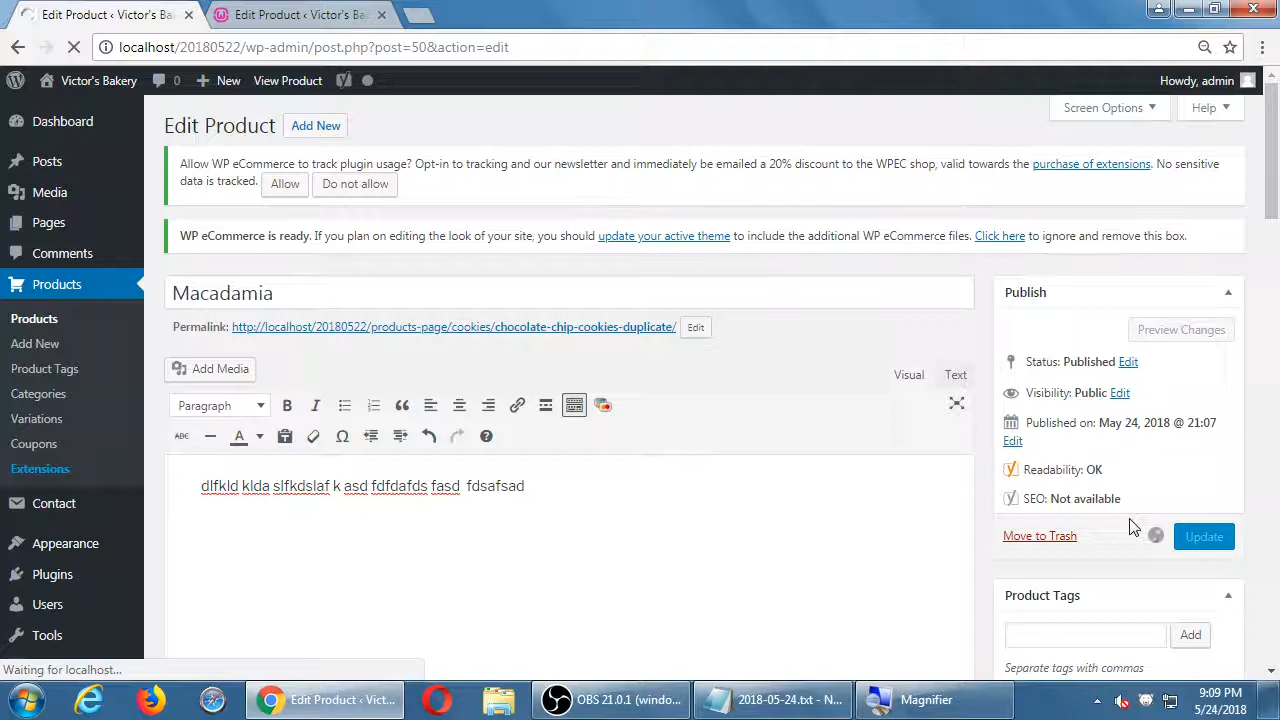 Edit Product ‹ Victor's Ba
Edit Product ‹ Victor's Ba
localhost/20180522/wp-admin/post.php?post=50&action=edit
Victor's Bakery 0 New View Product Howdy, admin
Screen Options Help
Dashboard
Posts
Media
Pages
Comments
Products
Products
Add New
Product Tags
Categories
Variations
Coupons
Extensions
Contact
Appearance
Plugins
Users
Tools
Edit Product Add New
Allow WP eCommerce to track plugin usage? Opt-in to tracking and our newsletter and immediately be emailed a 20% discount to the WPEC shop, valid towards the purchase of extensions. No sensitive
data is tracked. Allow Do not allow
WP eCommerce is ready. If you plan on editing the look of your site, you should update your active theme to include the additional WP eCommerce files. Click here to ignore and remove this box.
Macadamia
Permalink: http://localhost/20180522/products-page/cookies/chocolate-chip-cookies-duplicate/ Edit
Add Media
Visual Text
Paragraph B I
ABC A
dlfkld klda slfkdslaf k asd fdfdafds fasd fdsafsad
Publish
Preview Changes
Status: Published Edit
Visibility: Public Edit
Published on: May 24, 2018 @ 21:07
Edit
Readability: OK
SEO: Not available
Move to Trash Update
Product Tags
Add
Separate tags with commas
Waiting for localhost...
Edit Product ‹ Vict...
OBS 21.0.1 (windo...
2018-05-24.txt - N...
Magnifier
9:09 PM
5/24/2018